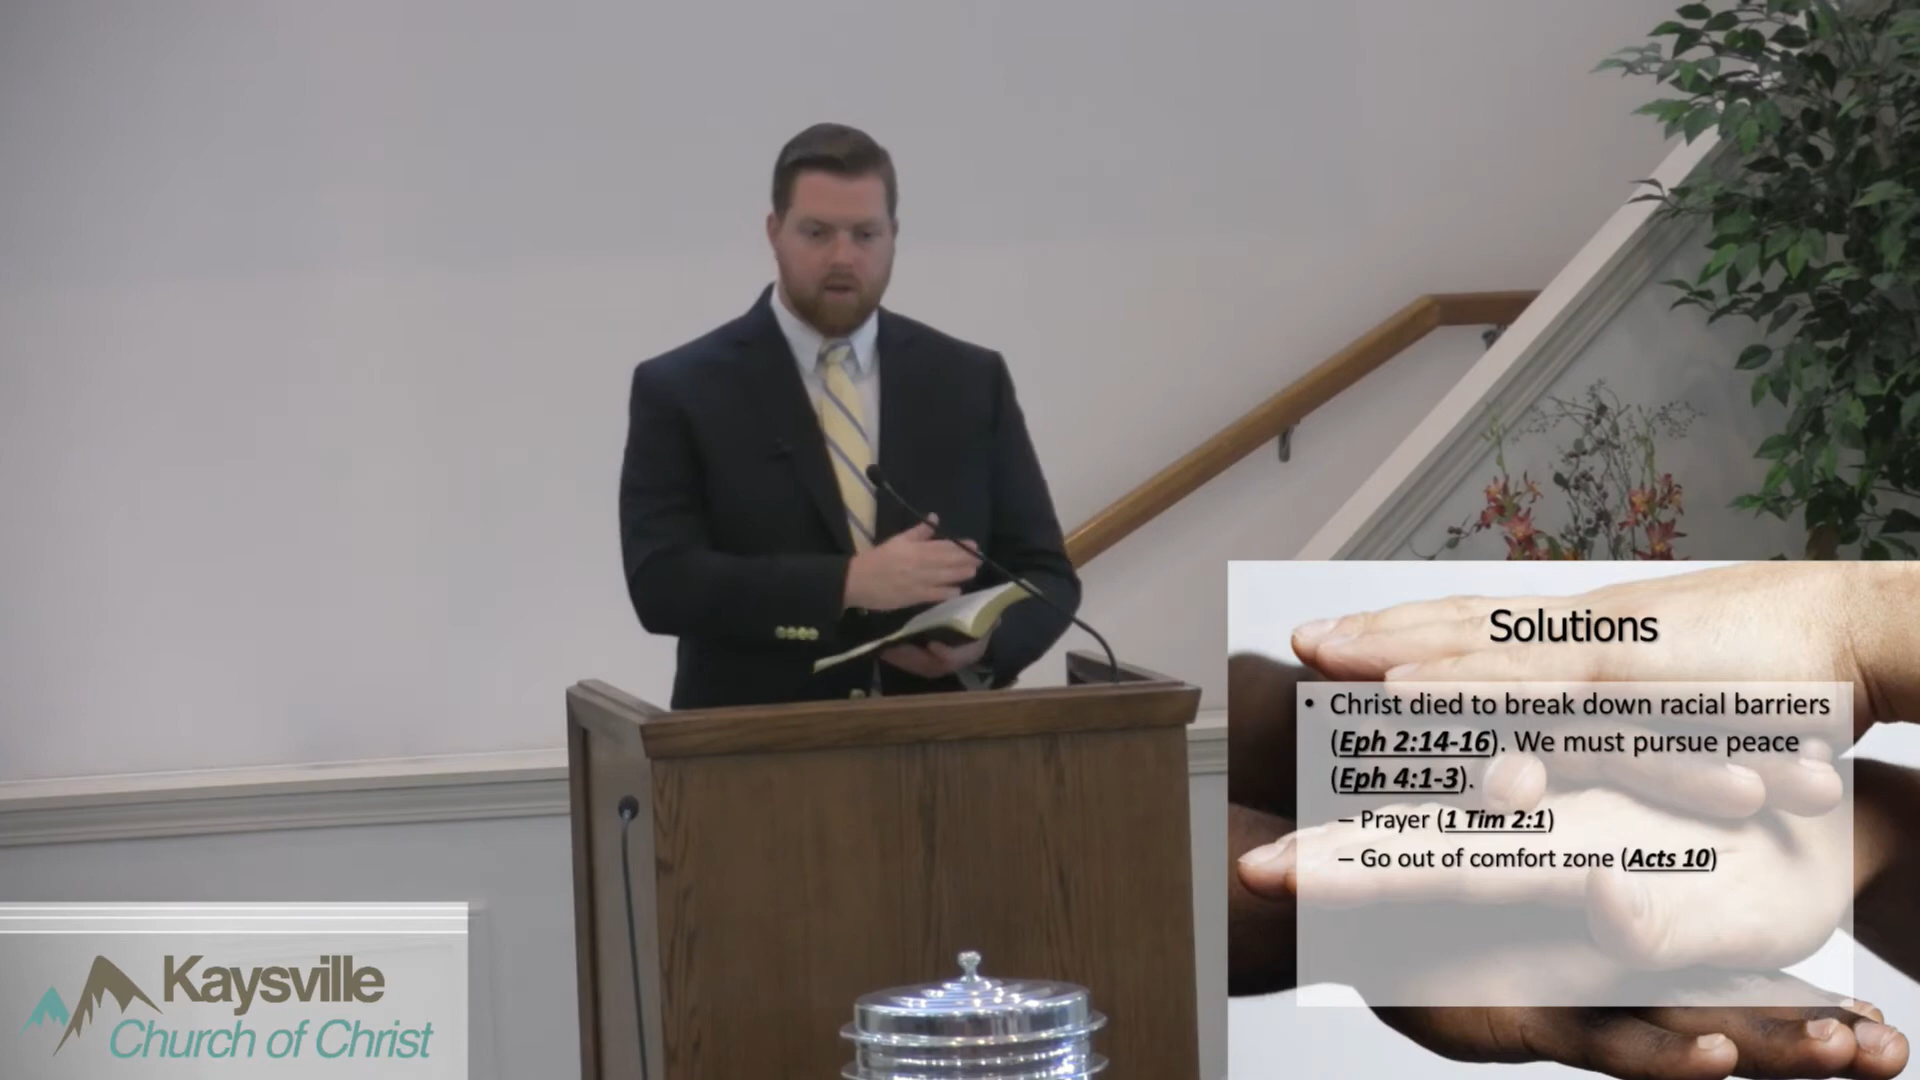 Solutions
• Christ died to break down racial barriers
(Eph 2:14-16). We must pursue peace
(Eph 4:1-3).
– Prayer (1 Tim 2:1)
– Go out of comfort zone (Acts 10)
Kaysville
Church of Christ